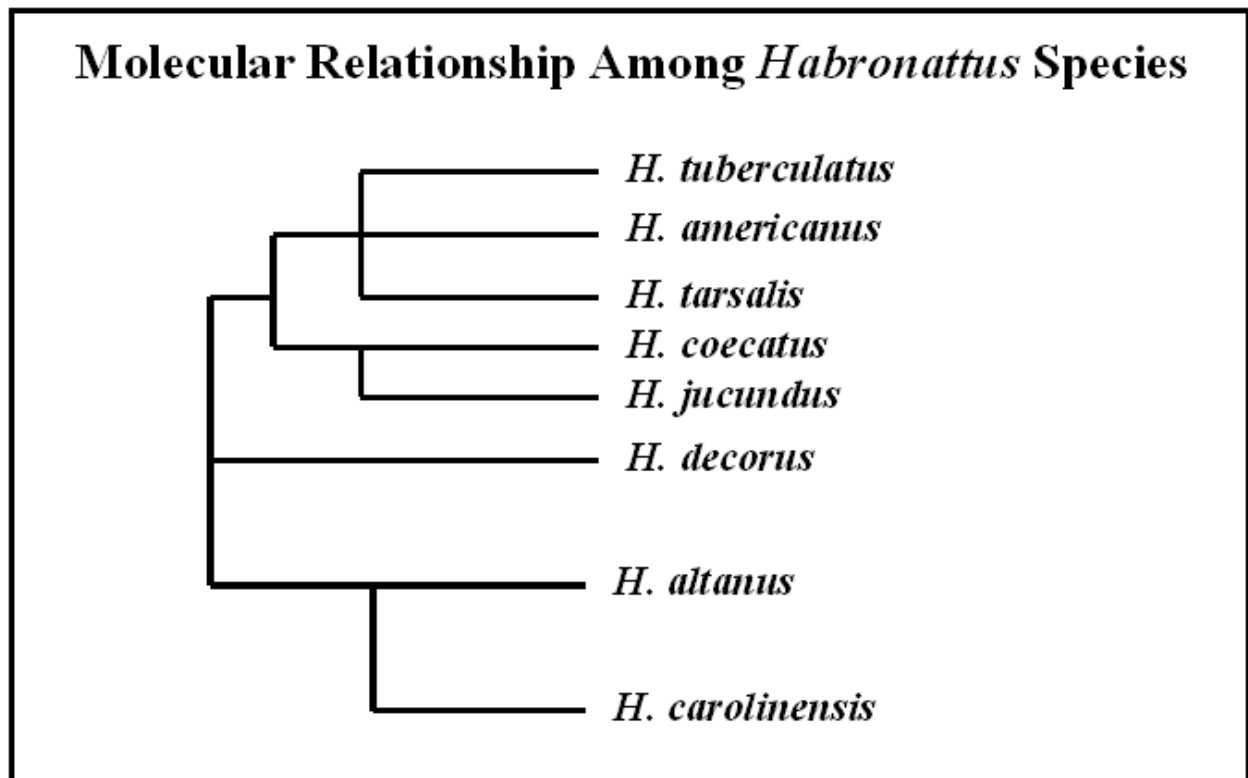 Molecular Relationship Among Habronattus Species
H. tuberculatus
H. americanus
H. tarsalis
H. coecatus
H. jucundus
H. decorus
H. altanus
H. carolinensis